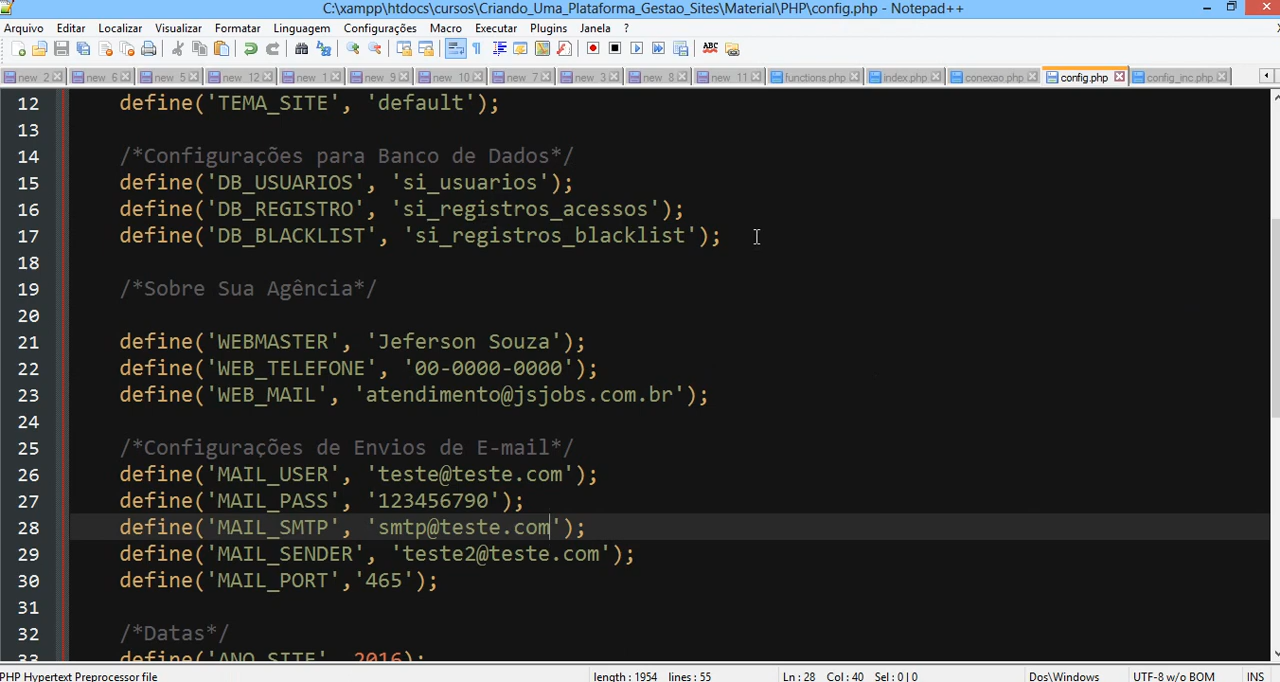 C:\xampp\htdocs\cursos\Criando_Uma_Plataforma_Gestao_Sites\Material\PHP\config.php - Notepad++
Arquivo Editar Localizar Visualizar Formatar Linguagem Configurações Macro Executar Plugins Janela ?
new 2 new 6 new 5 new 12 new 1 new 9 new 10 new 7 new 3 new 8 new 11 functions.php index.php conexao php config.php config_inc.php
12 define('TEMA_SITE', 'default');
13
14 /*Configurações para Banco de Dados*/
15 define('DB_USUARIOS', 'si_usuarios');
16 define('DB_REGISTRO', 'si_registros_acessos');
17 define('DB_BLACKLIST', 'si_registros_blacklist');
18
19 /*Sobre Sua Agência*/
20
21 define('WEBMASTER', 'Jeferson Souza');
22 define('WEB_TELEFONE', '00-0000-0000');
23 define('WEB_MAIL', 'atendimento@jsjobs.com.br');
24
25 /*Configurações de Envios de E-mail*/
26 define('MAIL_USER', 'teste@teste.com');
27 define('MAIL_PASS', '123456790');
28 define('MAIL_SMTP', 'smtp@teste.com');
29 define('MAIL_SENDER', 'teste2@teste.com');
30 define('MAIL_PORT','465');
31
32 /*Datas*/
33 define('ANO_SITE', 2016);
PHP Hypertext Preprocessor file length : 1954 lines : 55 Ln : 28 Col : 40 Sel : 0 | 0 Dos\Windows UTF-8 w/o BOM INS